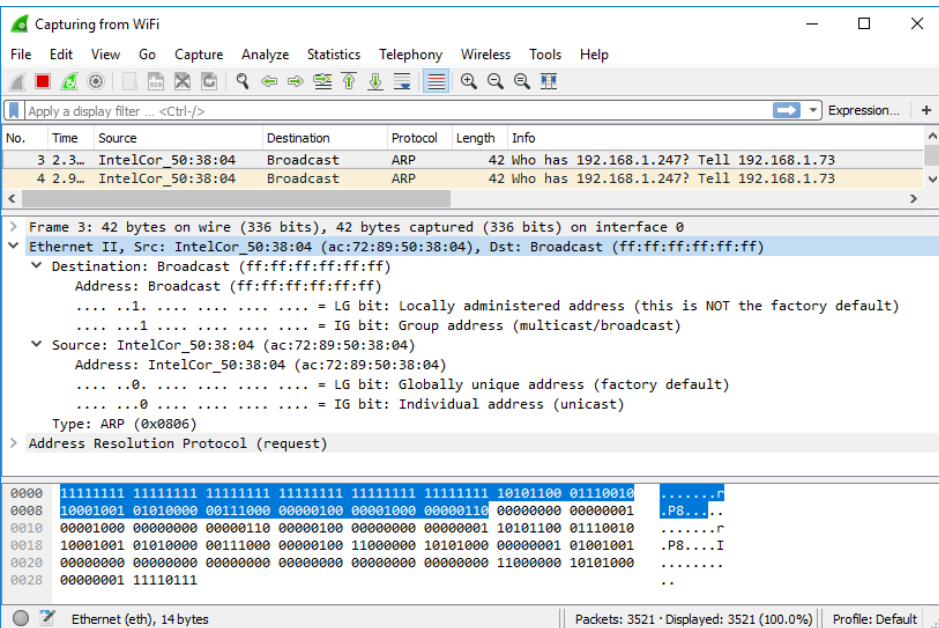 Capturing from WiFi
File Edit View Go Capture Analyze Statistics Telephony Wireless Tools Help
Apply a display filter ... <Ctrl-/> Expression... +
No. Time Source Destination Protocol Length Info
3 2.3… IntelCor_50:38:04 Broadcast ARP 42 Who has 192.168.1.247? Tell 192.168.1.73
4 2.9… IntelCor_50:38:04 Broadcast ARP 42 Who has 192.168.1.247? Tell 192.168.1.73
Frame 3: 42 bytes on wire (336 bits), 42 bytes captured (336 bits) on interface 0
Ethernet II, Src: IntelCor_50:38:04 (ac:72:89:50:38:04), Dst: Broadcast (ff:ff:ff:ff:ff:ff)
Destination: Broadcast (ff:ff:ff:ff:ff:ff)
Address: Broadcast (ff:ff:ff:ff:ff:ff)
.... ..1. .... .... .... .... = LG bit: Locally administered address (this is NOT the factory default)
.... ...1 .... .... .... .... = IG bit: Group address (multicast/broadcast)
Source: IntelCor_50:38:04 (ac:72:89:50:38:04)
Address: IntelCor_50:38:04 (ac:72:89:50:38:04)
.... ..0. .... .... .... .... = LG bit: Globally unique address (factory default)
.... ...0 .... .... .... .... = IG bit: Individual address (unicast)
Type: ARP (0x0806)
Address Resolution Protocol (request)
0000 11111111 11111111 11111111 11111111 11111111 11111111 10101100 01110010 .......r
0008 10001001 01010000 00111000 00000100 00001000 00000110 00000000 00000001 .P8.....
0010 00001000 00000000 00000110 00000100 00000000 00000001 10101100 01110010 .......r
0018 10001001 01010000 00111000 00000100 11000000 10101000 00000001 01001001 .P8....I
0020 00000000 00000000 00000000 00000000 00000000 00000000 11000000 10101000 ........
0028 00000001 11110111 ..
Ethernet (eth), 14 bytes Packets: 3521 · Displayed: 3521 (100.0%) Profile: Default